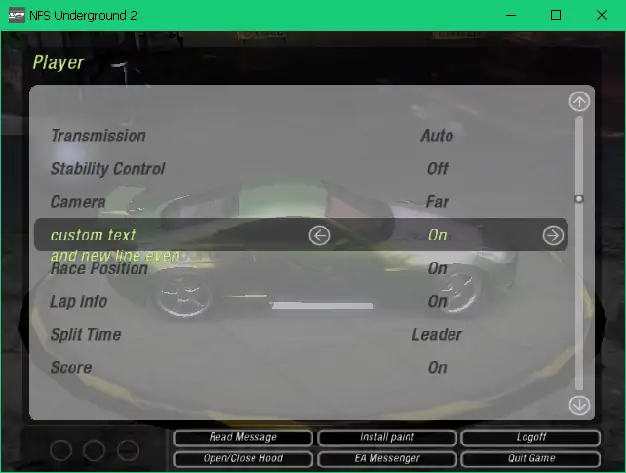 NFS Underground 2
Player
Transmission Auto
Stability Control Off
Camera Far
custom text On
and new line even
Race Position On
Lap Info On
Split Time Leader
Score On
Read Message Install paint Logoff
Open/Close Hood EA Messenger Quit Game